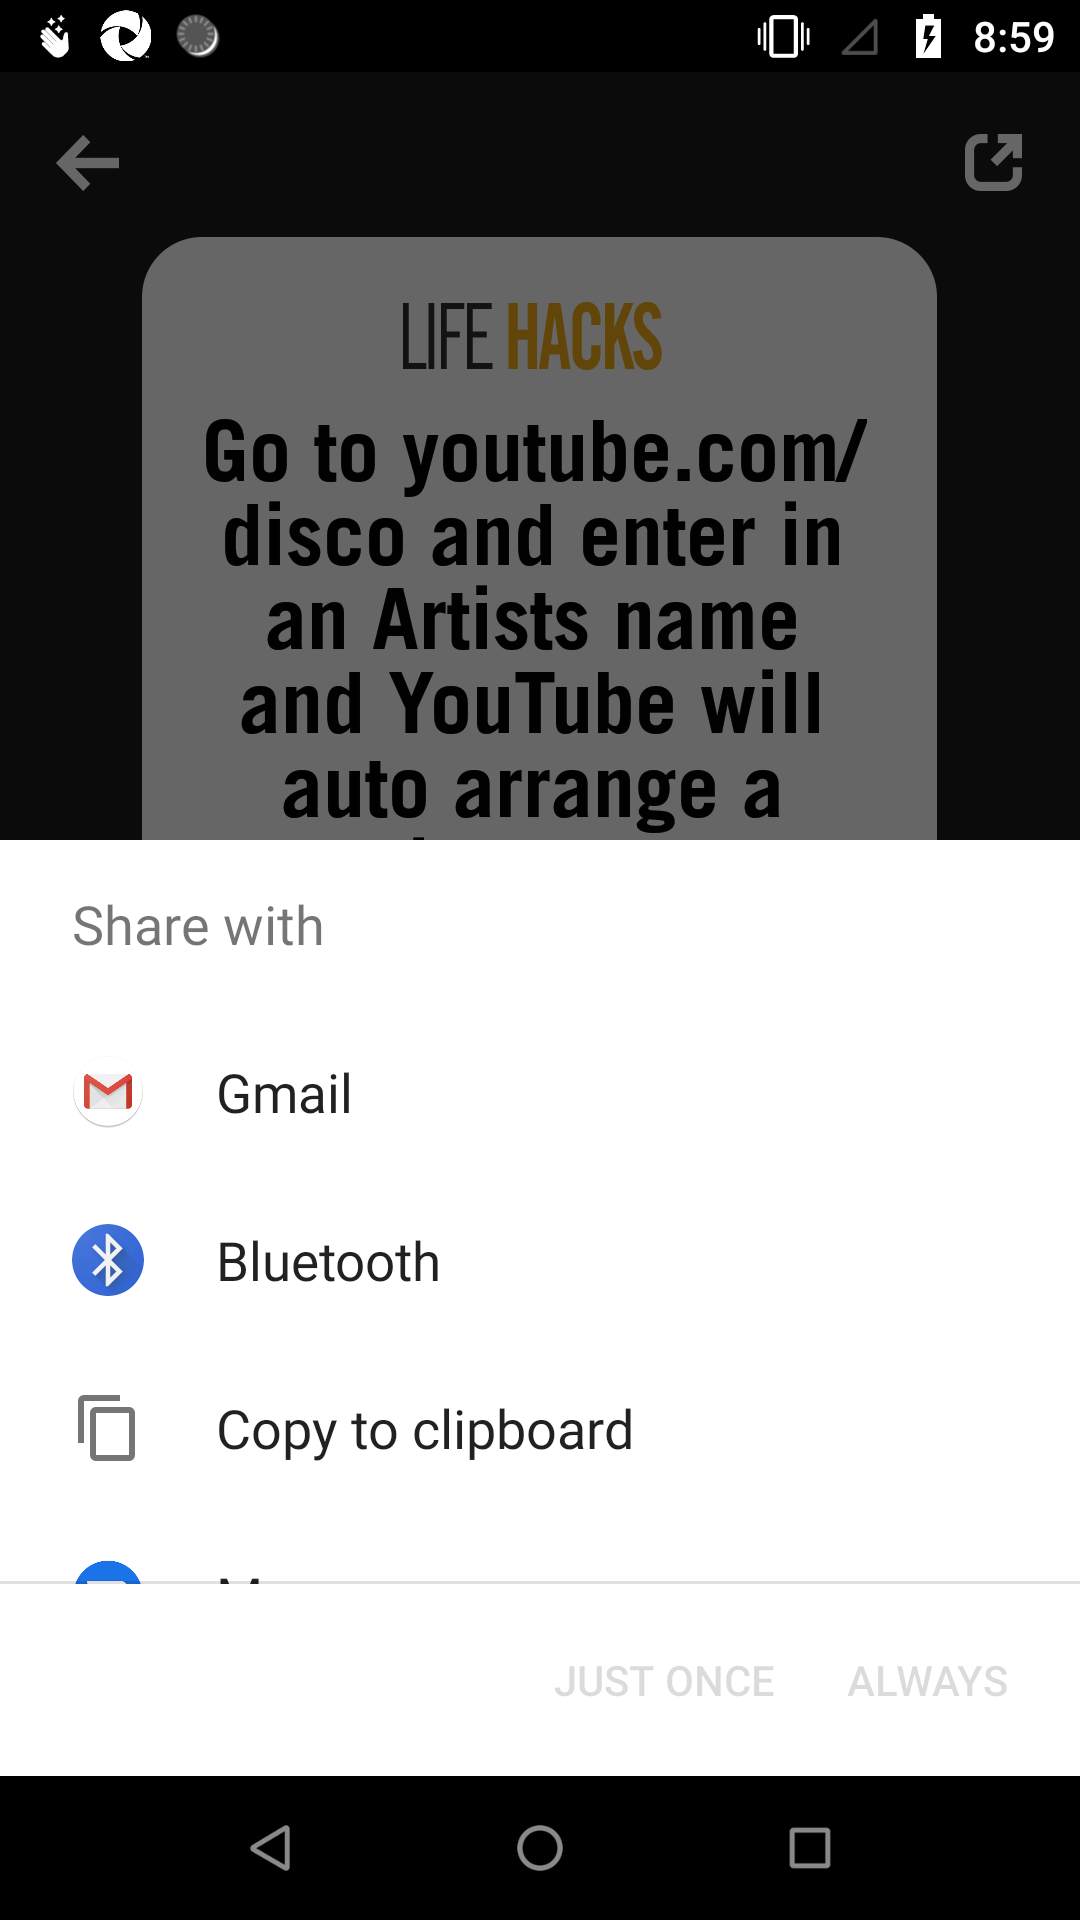 8:59
LIFE HACKS
Go to youtube.com/
disco and enter in
an Artists name
and YouTube will
auto arrange a
Share with
Gmail
Bluetooth
Copy to clipboard
JUST ONCE
ALWAYS